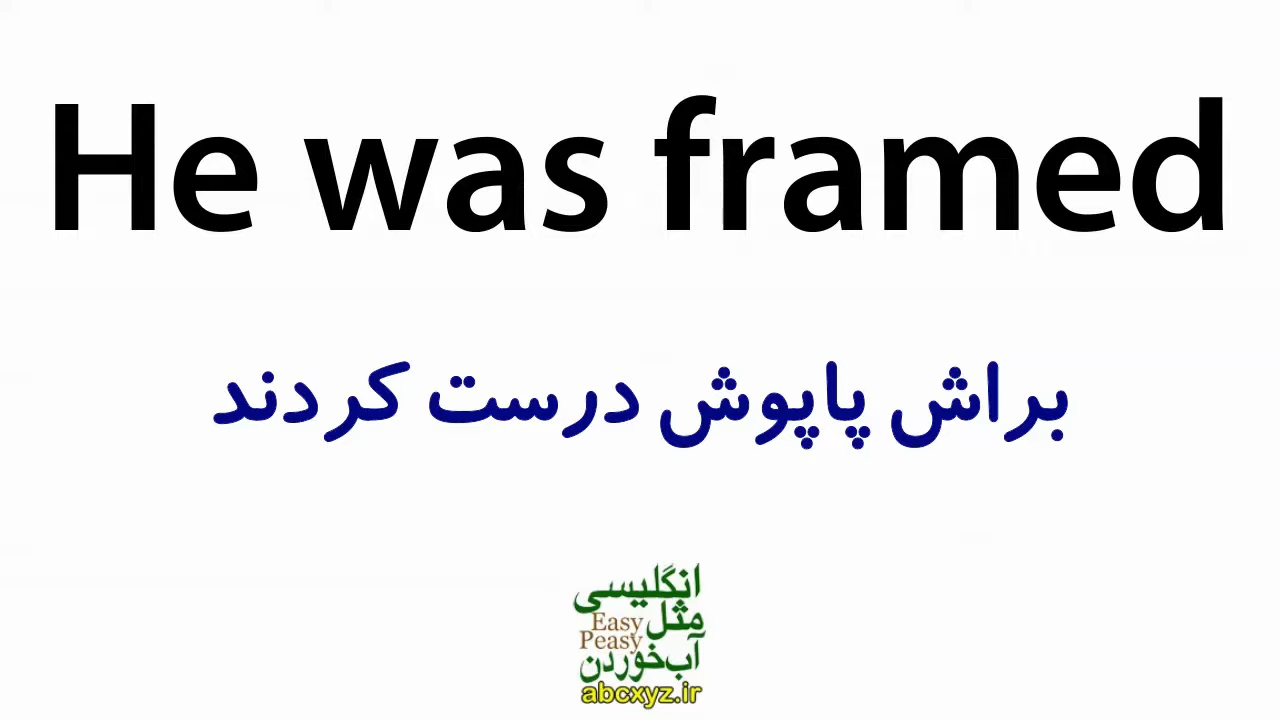 He was framed
براش پاپوش درست کردند
انگلیسی
مثل Easy
Peasy
آب‌خوردن
abcxyz.ir